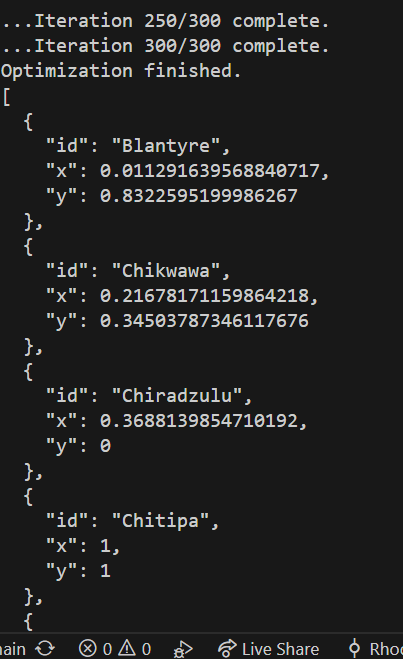 ...Iteration 250/300 complete.
...Iteration 300/300 complete.
Optimization finished.
[
  {
    "id": "Blantyre",
    "x": 0.011291639568840717,
    "y": 0.8322595199986267
  },
  {
    "id": "Chikwawa",
    "x": 0.21678171159864218,
    "y": 0.34503787346117676
  },
  {
    "id": "Chiradzulu",
    "x": 0.3688139854710192,
    "y": 0
  },
  {
    "id": "Chitipa",
    "x": 1,
    "y": 1
  },
  {
ain 0 0 Live Share Rho